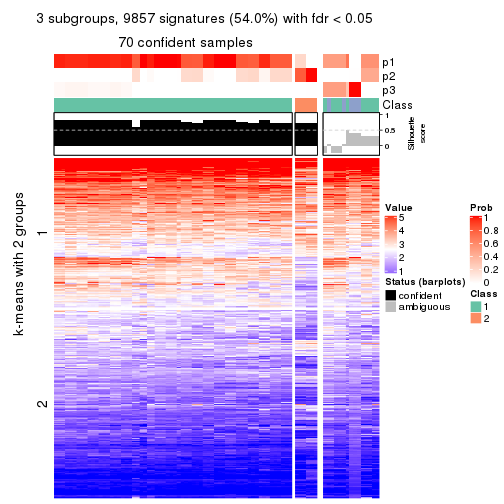 3 subgroups, 9857 signatures (54.0%) with fdr < 0.05
70 confident samples
p1
p2
p3
Class
1
0.5
0
Silhouette
score
k-means with 2 groups
1
2
Value
5
4
3
2
1
Prob
1
0.8
0.6
0.4
0.2
0
Status (barplots)
confident
ambiguous
Class
1
2